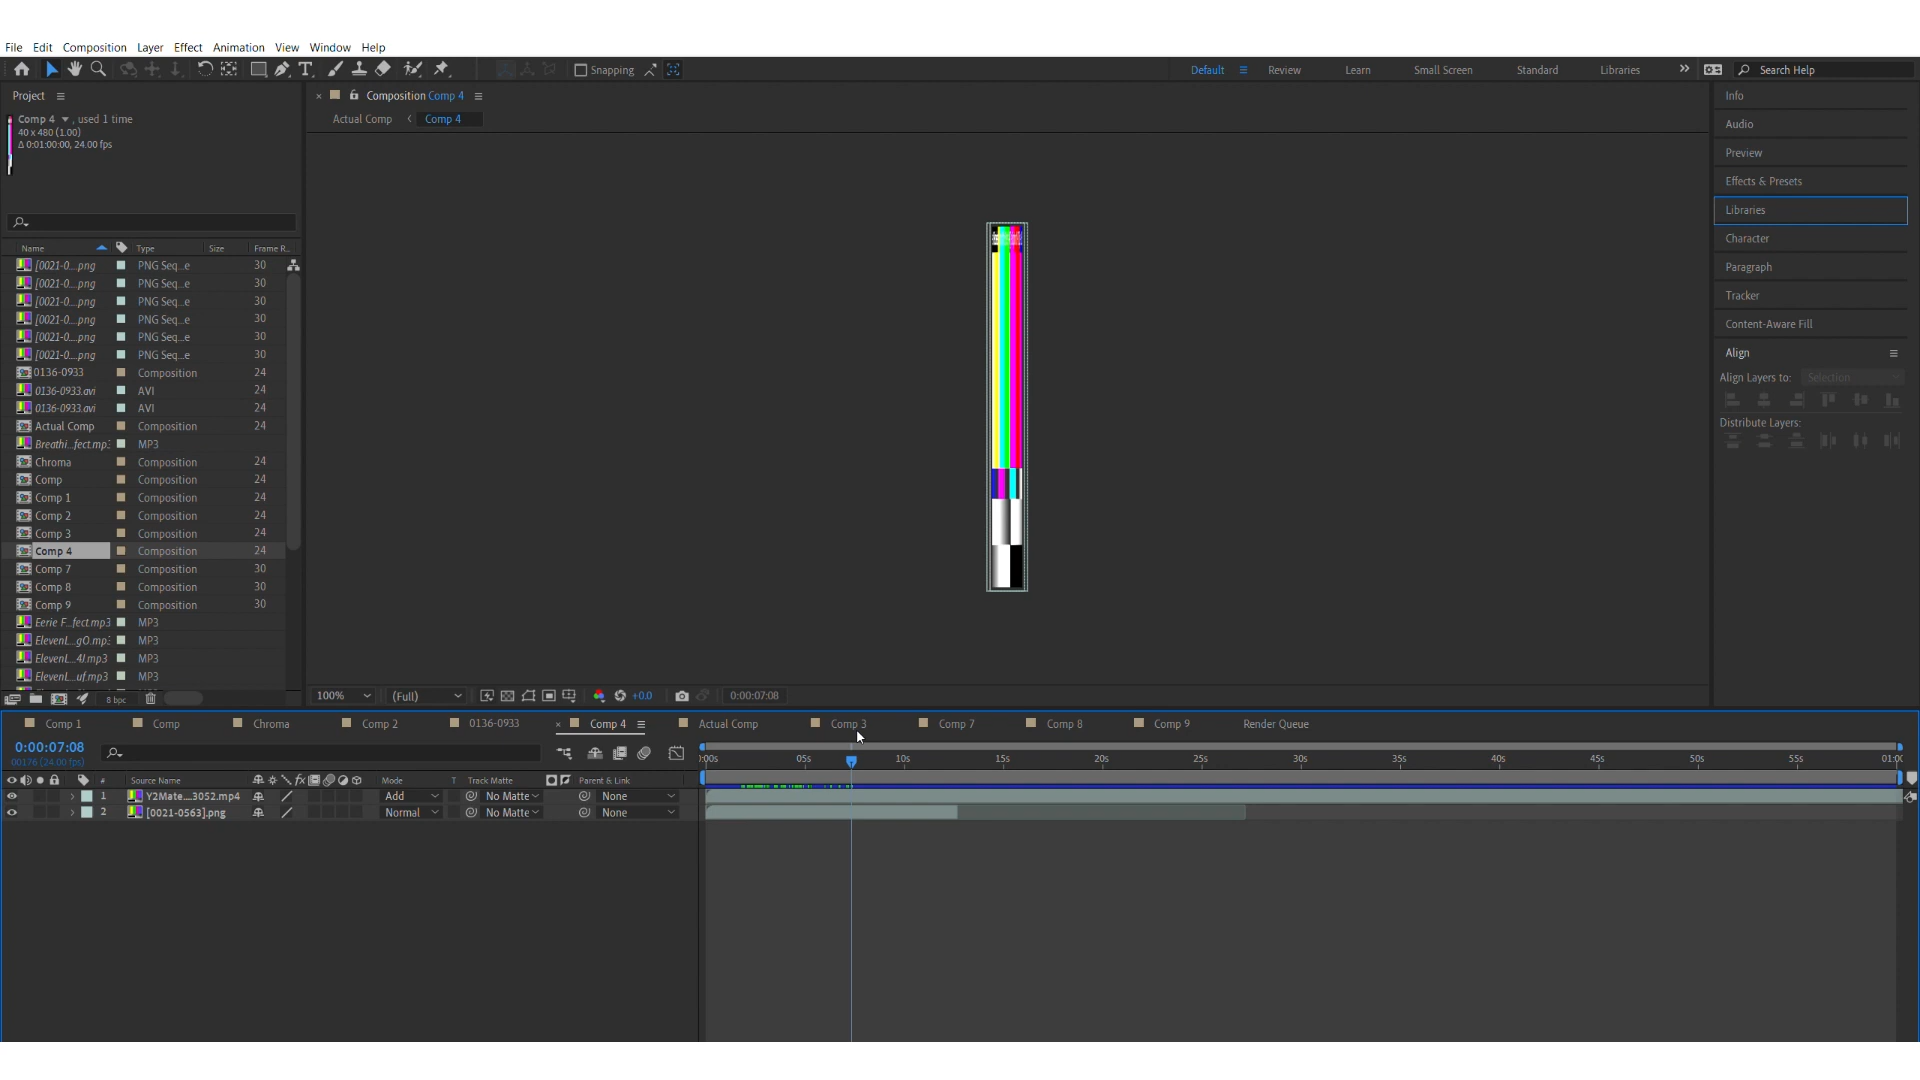 File Edit Composition Layer Effect Animation View Window Help
Snapping
Default Review Learn Small Screen Standard Libraries Search Help
Project
Comp 4 , used 1 time
40 x 480 (1.00)
Δ 0:01:00:00, 24.00 fps
Name Type Size Frame R...
[0021-0....png PNG Seq...e 30
[0021-0....png PNG Seq...e 30
[0021-0....png PNG Seq...e 30
[0021-0....png PNG Seq...e 30
[0021-0....png PNG Seq...e 30
[0021-0....png PNG Seq...e 30
0136-0933 Composition 24
0136-0933.avi AVI 24
0136-0933.avi AVI 24
Actual Comp Composition 24
Breathi...fect.mp3 MP3
Chroma Composition 24
Comp Composition 24
Comp 1 Composition 24
Comp 2 Composition 24
Comp 3 Composition 24
Comp 4 Composition 24
Comp 7 Composition 30
Comp 8 Composition 30
Comp 9 Composition 30
Eerie F...fect.mp3 MP3
ElevenL...gO.mp3 MP3
ElevenL...4J.mp3 MP3
ElevenL...uf.mp3 MP3
8 bpc
Composition Comp 4
Actual Comp Comp 4
100% (Full) +0.0 0:00:07:08
Info
Audio
Preview
Effects & Presets
Libraries
Character
Paragraph
Tracker
Content-Aware Fill
Align
Align Layers to: Selection
Distribute Layers:
Comp 1 Comp Chroma Comp 2 0136-0933 Comp 4 Actual Comp Comp 3 Comp 7 Comp 8 Comp 9 Render Queue
0:00:07:08
00176 (24.00 fps)
:00s 05s 10s 15s 20s 25s 30s 35s 40s 45s 50s 55s 01:00
# Source Name Mode T Track Matte Parent & Link
1 Y2Mate....3052.mp4 Add No Matte None
2 [0021-0563].png Normal No Matte None